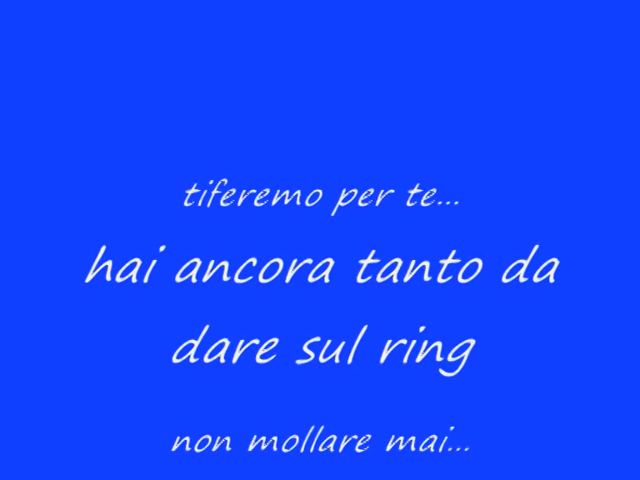 tiferemo per te...
hai ancora tanto da
dare sul ring
non mollare mai...